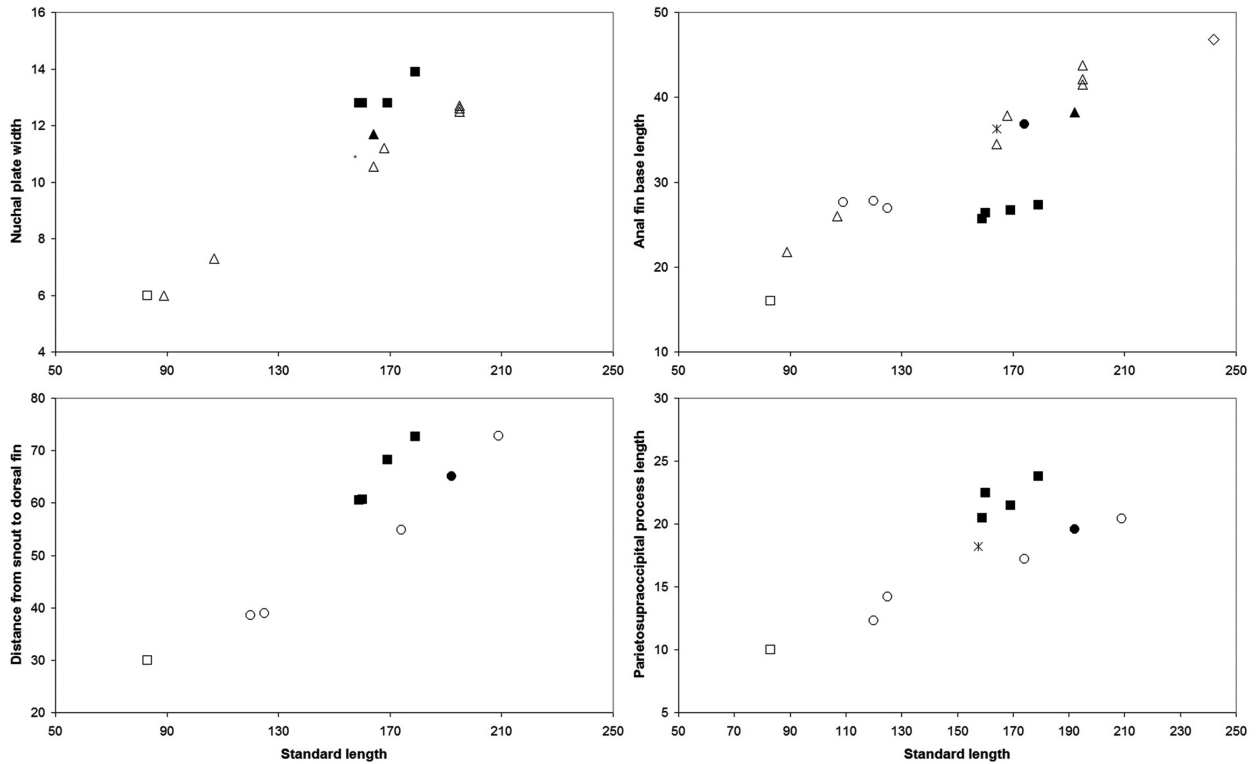 16
14
12
10
8
6
4
Nuchal plate width
50 90 130 170 210 250
50
40
30
20
10
Anal fin base length
50 90 130 170 210 250
80
70
60
50
40
30
20
Distance from snout to dorsal fin
50 90 130 170 210 250
Standard length
30
25
20
15
10
5
Parietosupraoccipital process length
50 70 90 110 130 150 170 190 210 230 250
Standard length